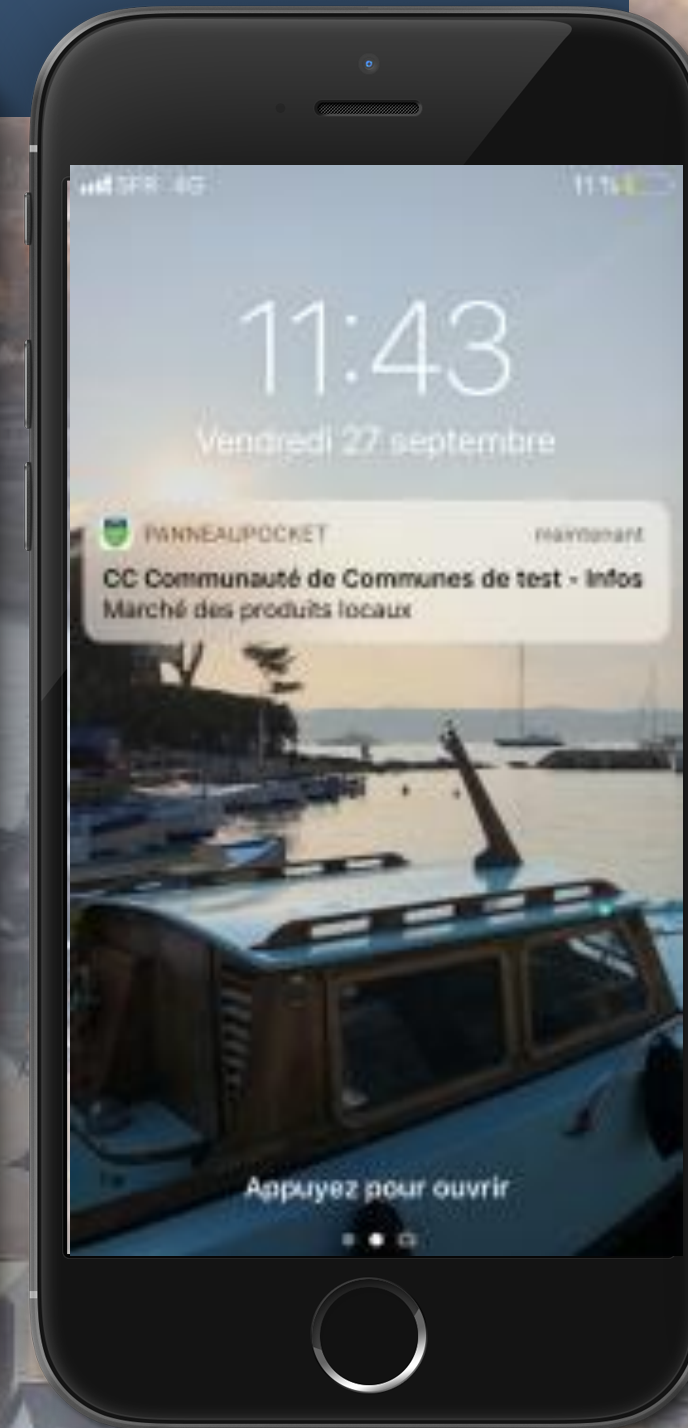 SFR 4G 11 %
11:43
Vendredi 27 septembre
PANNEAUPOCKET maintenant
CC Communauté de Communes de test - Infos
Marché des produits locaux
Appuyez pour ouvrir